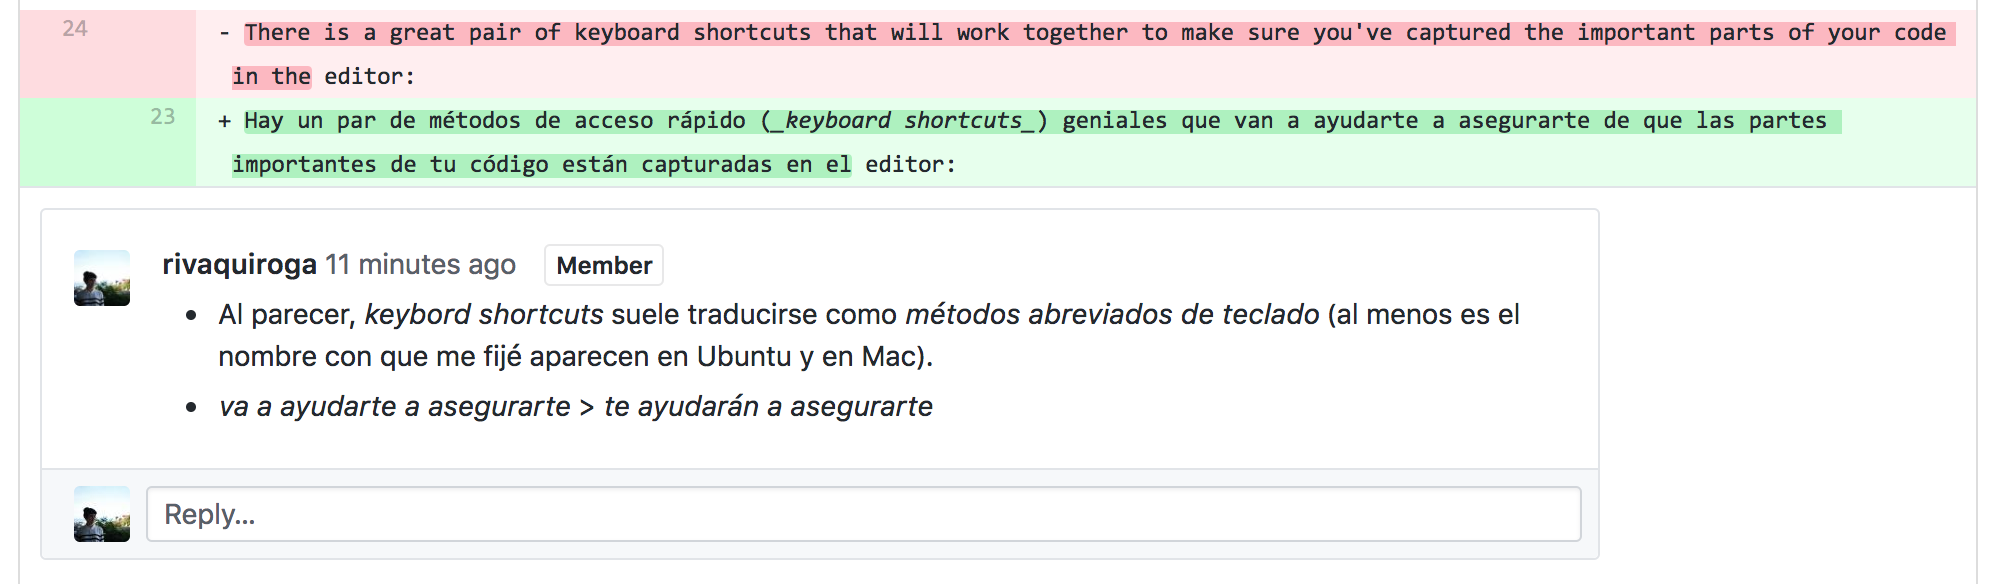 24 - There is a great pair of keyboard shortcuts that will work together to make sure you've captured the important parts of your code
in the editor:
23 + Hay un par de métodos de acceso rápido (_keyboard shortcuts_) geniales que van a ayudarte a asegurarte de que las partes
importantes de tu código están capturadas en el editor:
rivaquiroga 11 minutes ago Member
• Al parecer, keybord shortcuts suele traducirse como métodos abreviados de teclado (al menos es el
nombre con que me fijé aparecen en Ubuntu y en Mac).
• va a ayudarte a asegurarte > te ayudarán a asegurarte
Reply...